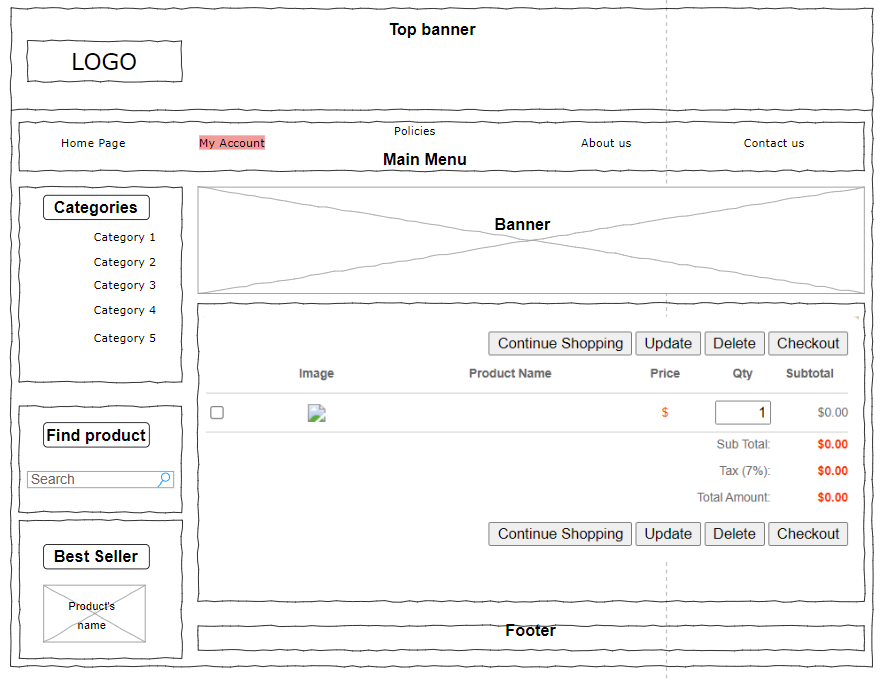 Top banner
LOGO
Home Page
My Account
Policies
About us
Contact us
Main Menu
Categories
Category 1
Category 2
Category 3
Category 4
Category 5
Find product
Search
Best Seller
Product's
name
Banner
Continue Shopping Update Delete Checkout
Image Product Name Price Qty Subtotal
$ 1 $0.00
Sub Total: $0.00
Tax (7%): $0.00
Total Amount: $0.00
Continue Shopping Update Delete Checkout
Footer